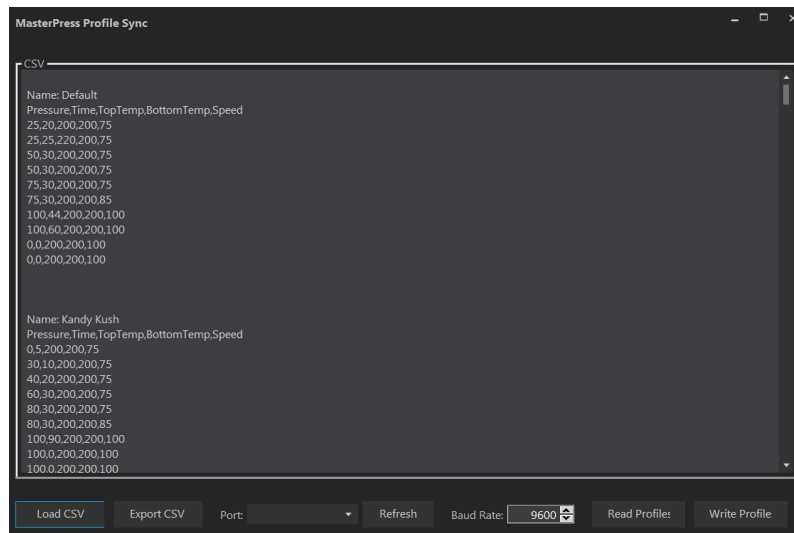 MasterPress Profile Sync
CSV
Name: Default
Pressure,Time,TopTemp,BottomTemp,Speed
25,20,200,200,75
25,25,220,200,75
50,30,200,200,75
50,30,200,200,75
75,30,200,200,75
75,30,200,200,85
100,44,200,200,100
100,60,200,200,100
0,0,200,200,100
0,0,200,200,100
Name: Kandy Kush
Pressure,Time,TopTemp,BottomTemp,Speed
0,5,200,200,75
30,10,200,200,75
40,20,200,200,75
60,30,200,200,75
80,30,200,200,75
80,30,200,200,85
100,90,200,200,100
100,0,200,200,100
100,0,200,200,100
Load CSV Export CSV Port: Refresh Baud Rate: 9600 Read Profiles Write Profile